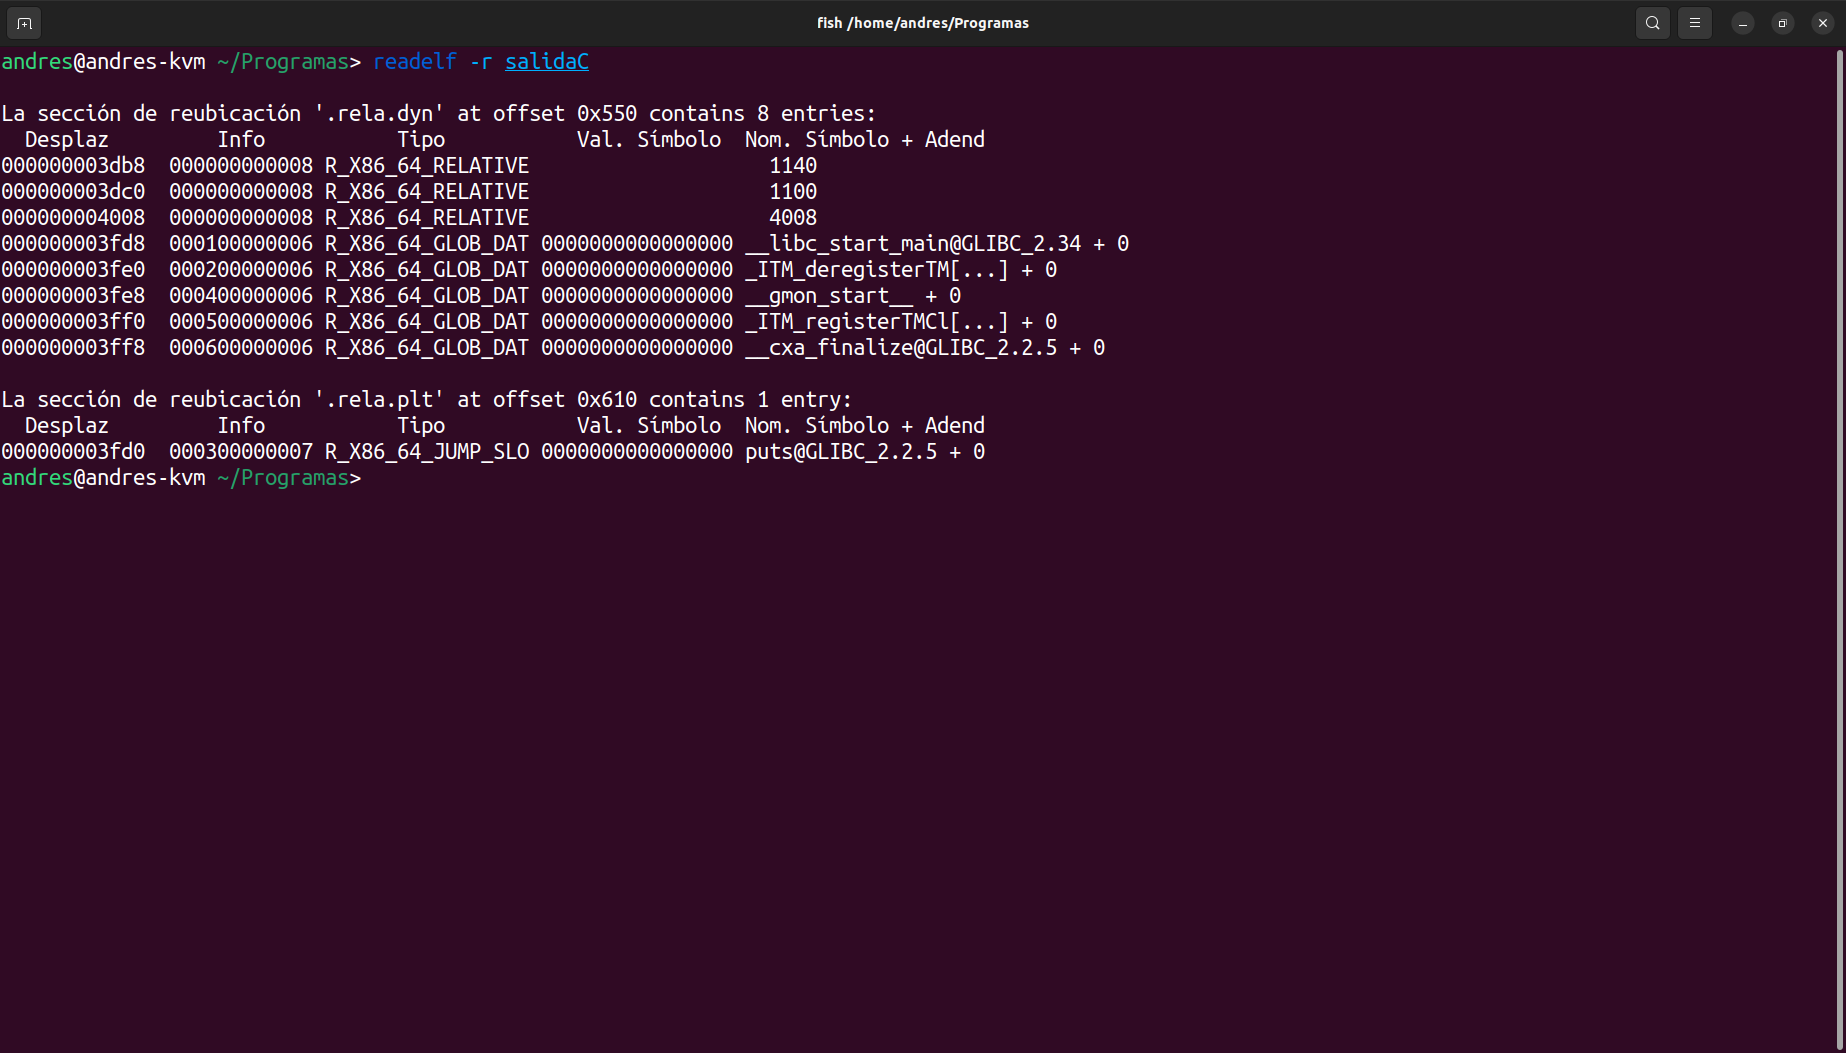 fish /home/andres/Programas
andres@andres-kvm ~/Programas> readelf -r salidaC
La sección de reubicación '.rela.dyn' at offset 0x550 contains 8 entries:
  Desplaz         Info           Tipo           Val. Símbolo  Nom. Símbolo + Adend
000000003db8  000000000008 R_X86_64_RELATIVE                    1140
000000003dc0  000000000008 R_X86_64_RELATIVE                    1100
000000004008  000000000008 R_X86_64_RELATIVE                    4008
000000003fd8  000100000006 R_X86_64_GLOB_DAT 0000000000000000 __libc_start_main@GLIBC_2.34 + 0
000000003fe0  000200000006 R_X86_64_GLOB_DAT 0000000000000000 _ITM_deregisterTM[...] + 0
000000003fe8  000400000006 R_X86_64_GLOB_DAT 0000000000000000 __gmon_start__ + 0
000000003ff0  000500000006 R_X86_64_GLOB_DAT 0000000000000000 _ITM_registerTMCl[...] + 0
000000003ff8  000600000006 R_X86_64_GLOB_DAT 0000000000000000 __cxa_finalize@GLIBC_2.2.5 + 0
La sección de reubicación '.rela.plt' at offset 0x610 contains 1 entry:
  Desplaz         Info           Tipo           Val. Símbolo  Nom. Símbolo + Adend
000000003fd0  000300000007 R_X86_64_JUMP_SLO 0000000000000000 puts@GLIBC_2.2.5 + 0
andres@andres-kvm ~/Programas>